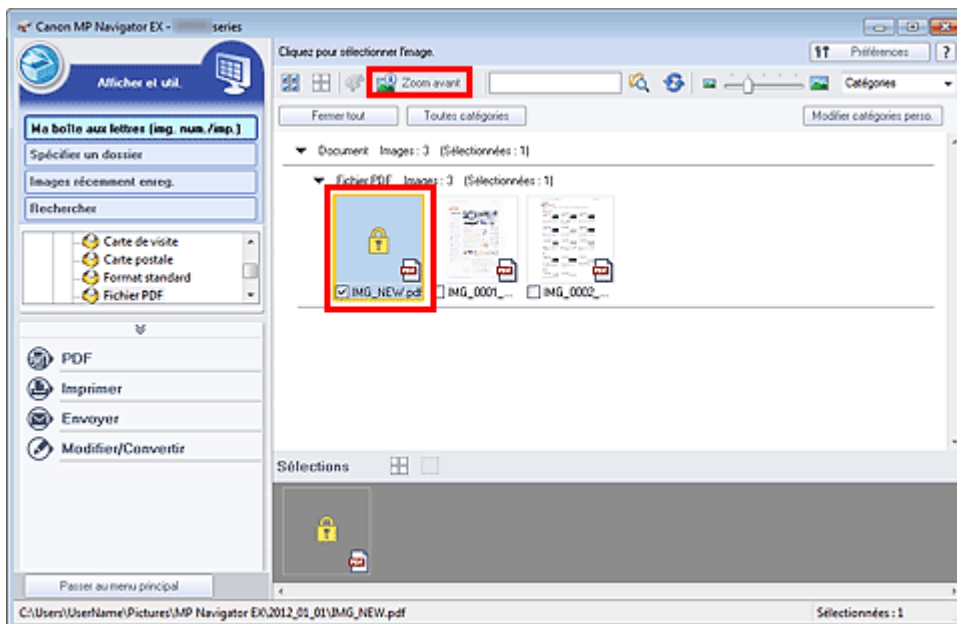 Canon MP Navigator EX - series
Cliquez pour sélectionner l'image.
Préférences
?
Afficher et util.
Zoom avant
Catégories
Fermer tout
Toutes catégories
Modifier catégories perso.
Ma boîte aux lettres (img. num./imp.)
Spécifier un dossier
Images récemment enreg.
Rechercher
Document Images : 3 (Sélectionnées : 1)
Fichier PDF Images : 3 (Sélectionnées : 1)
IMG_NEW.pdf
IMG_0001_...
IMG_0002_...
Carte de visite
Carte postale
Format standard
Fichier PDF
PDF
Imprimer
Envoyer
Modifier/Convertir
Sélections
Passer au menu principal
C:\Users\UserName\Pictures\MP Navigator EX\2012_01_01\IMG_NEW.pdf
Sélectionnées : 1